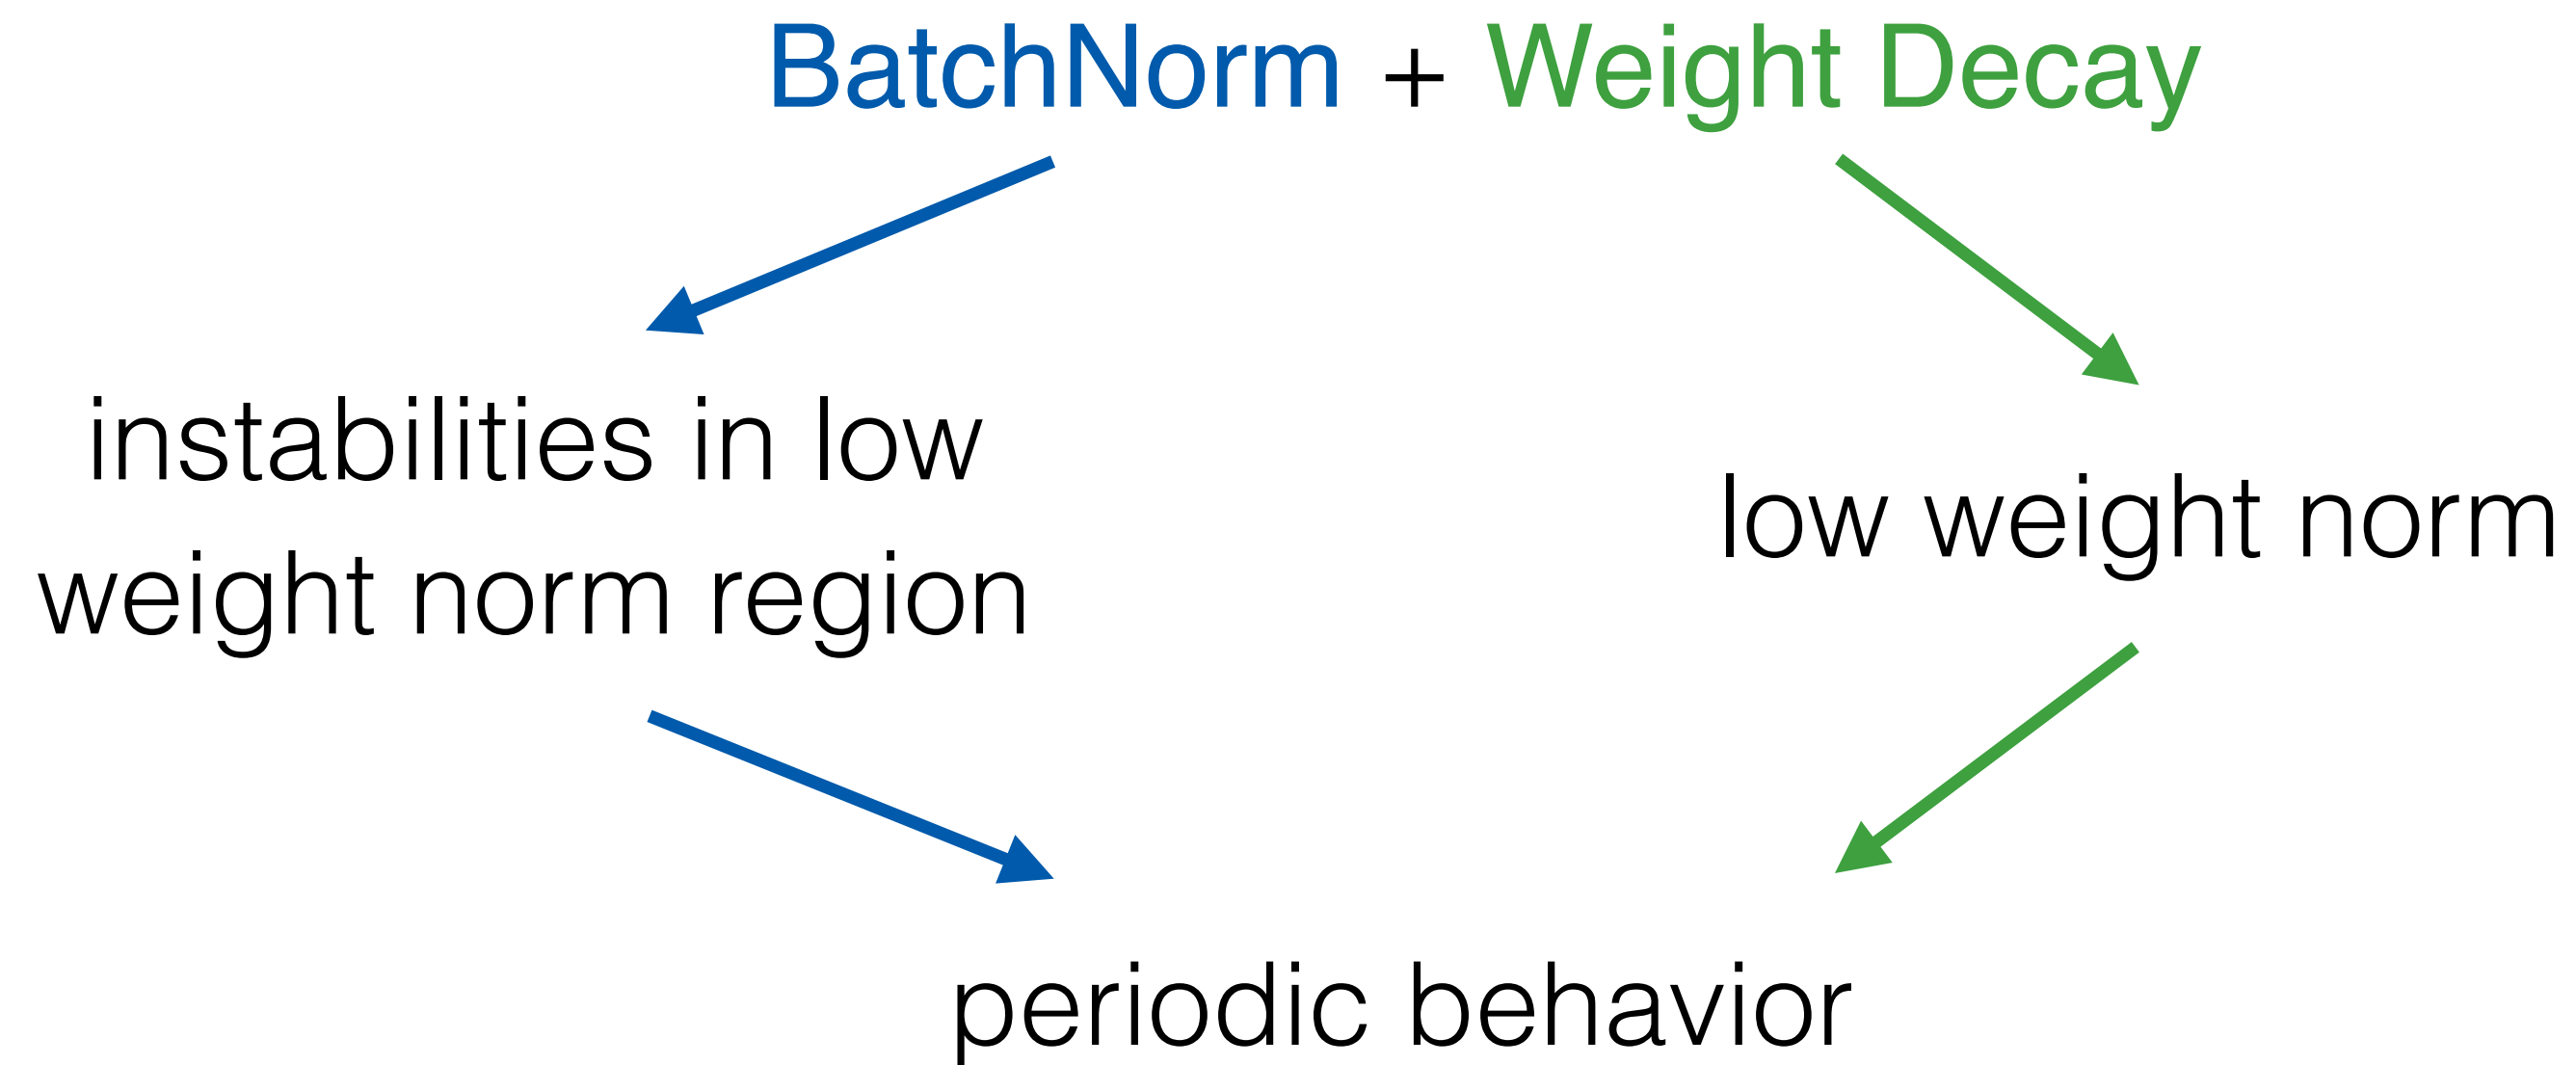 BatchNorm + Weight Decay
instabilities in low
weight norm region
low weight norm
periodic behavior